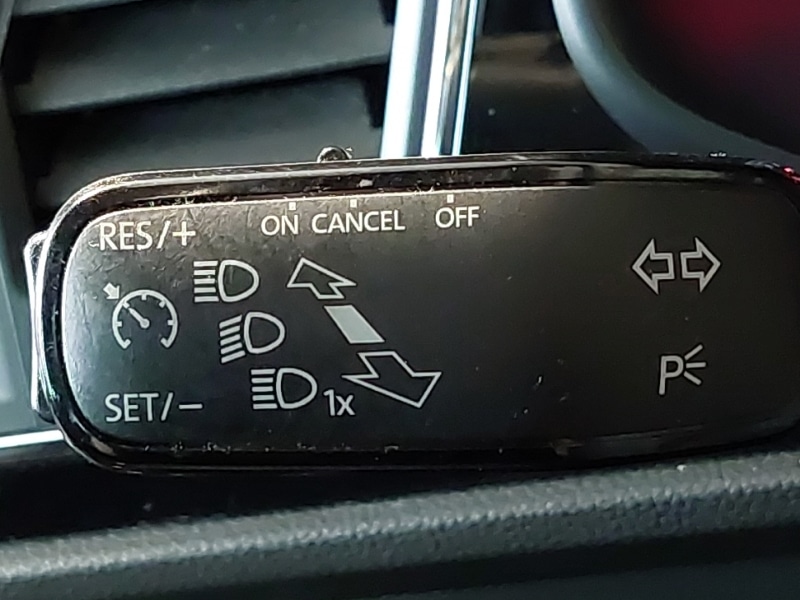 ON CANCEL OFF
RES/+
SET/−
1x
P